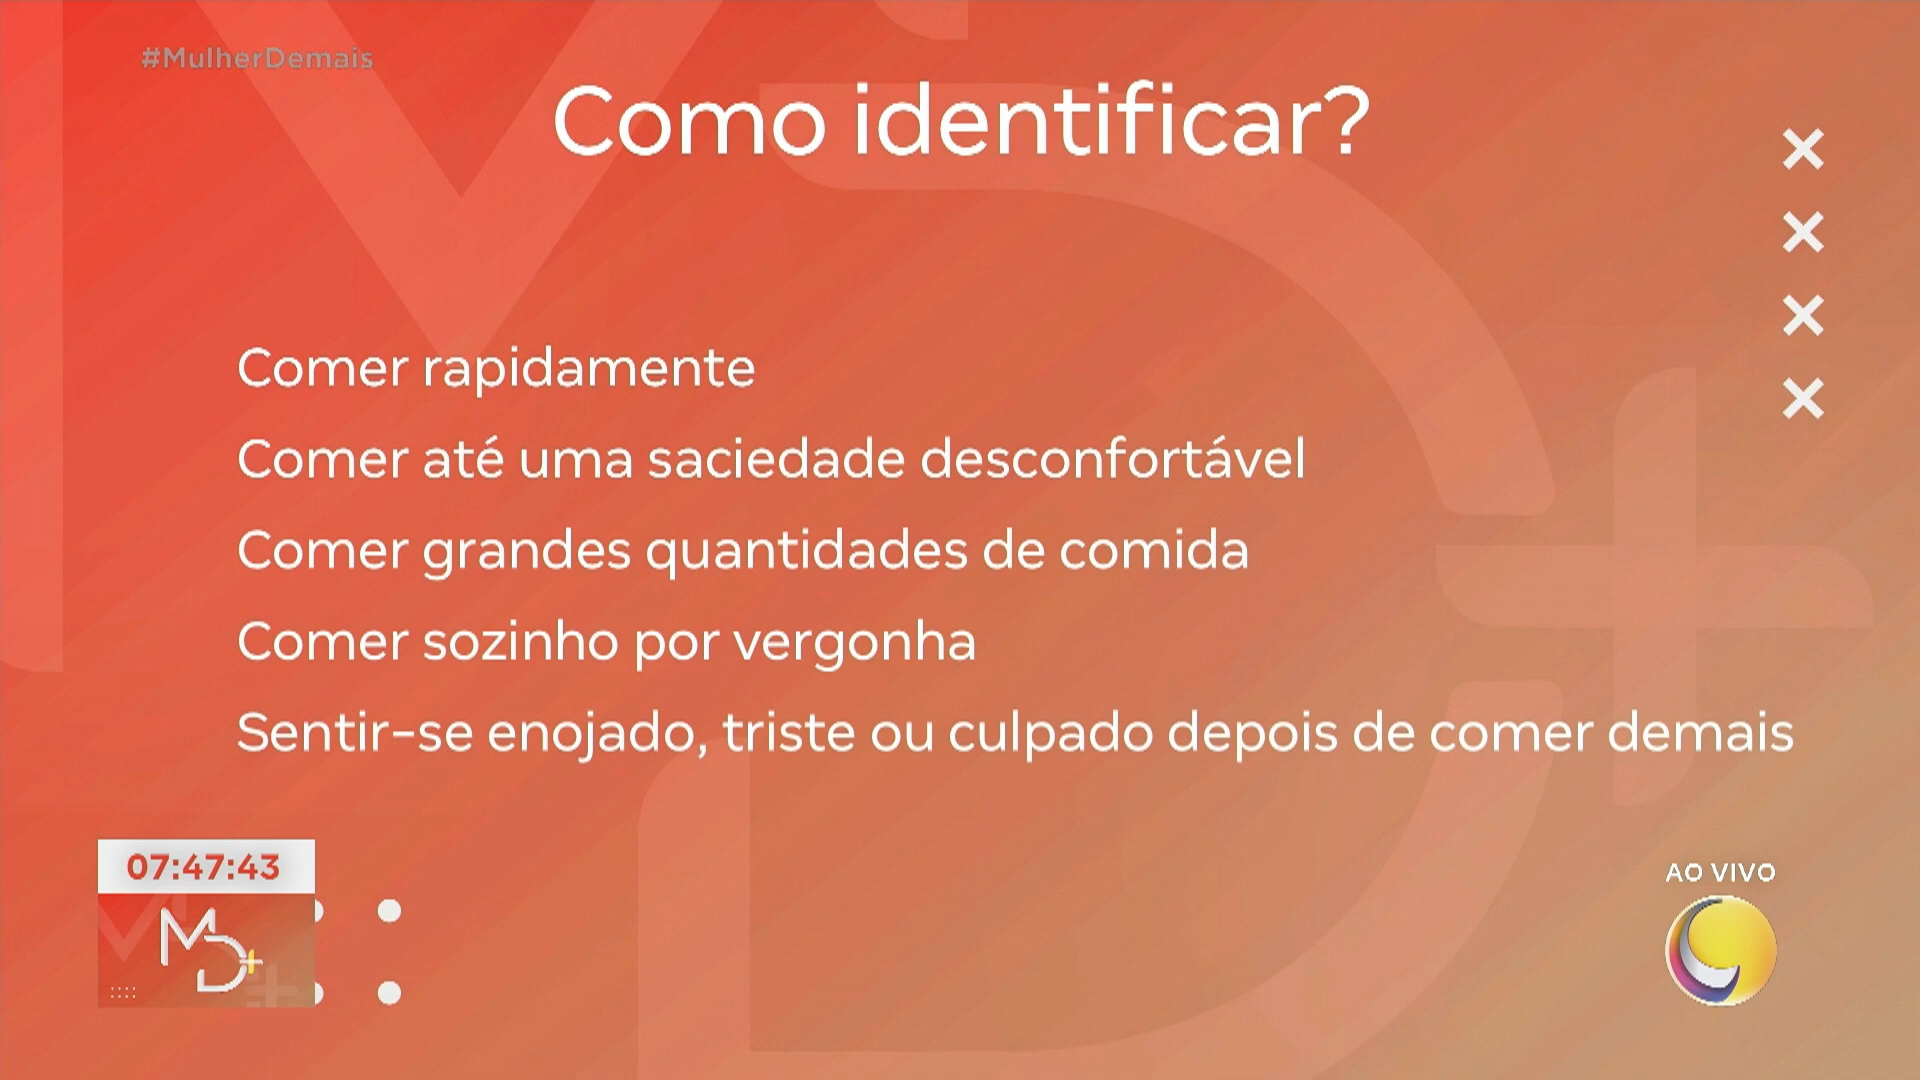 #MulherDemais
Como identificar?
Comer rapidamente
Comer até uma saciedade desconfortável
Comer grandes quantidades de comida
Comer sozinho por vergonha
Sentir-se enojado, triste ou culpado depois de comer demais
07:47:43
MD+
AO VIVO